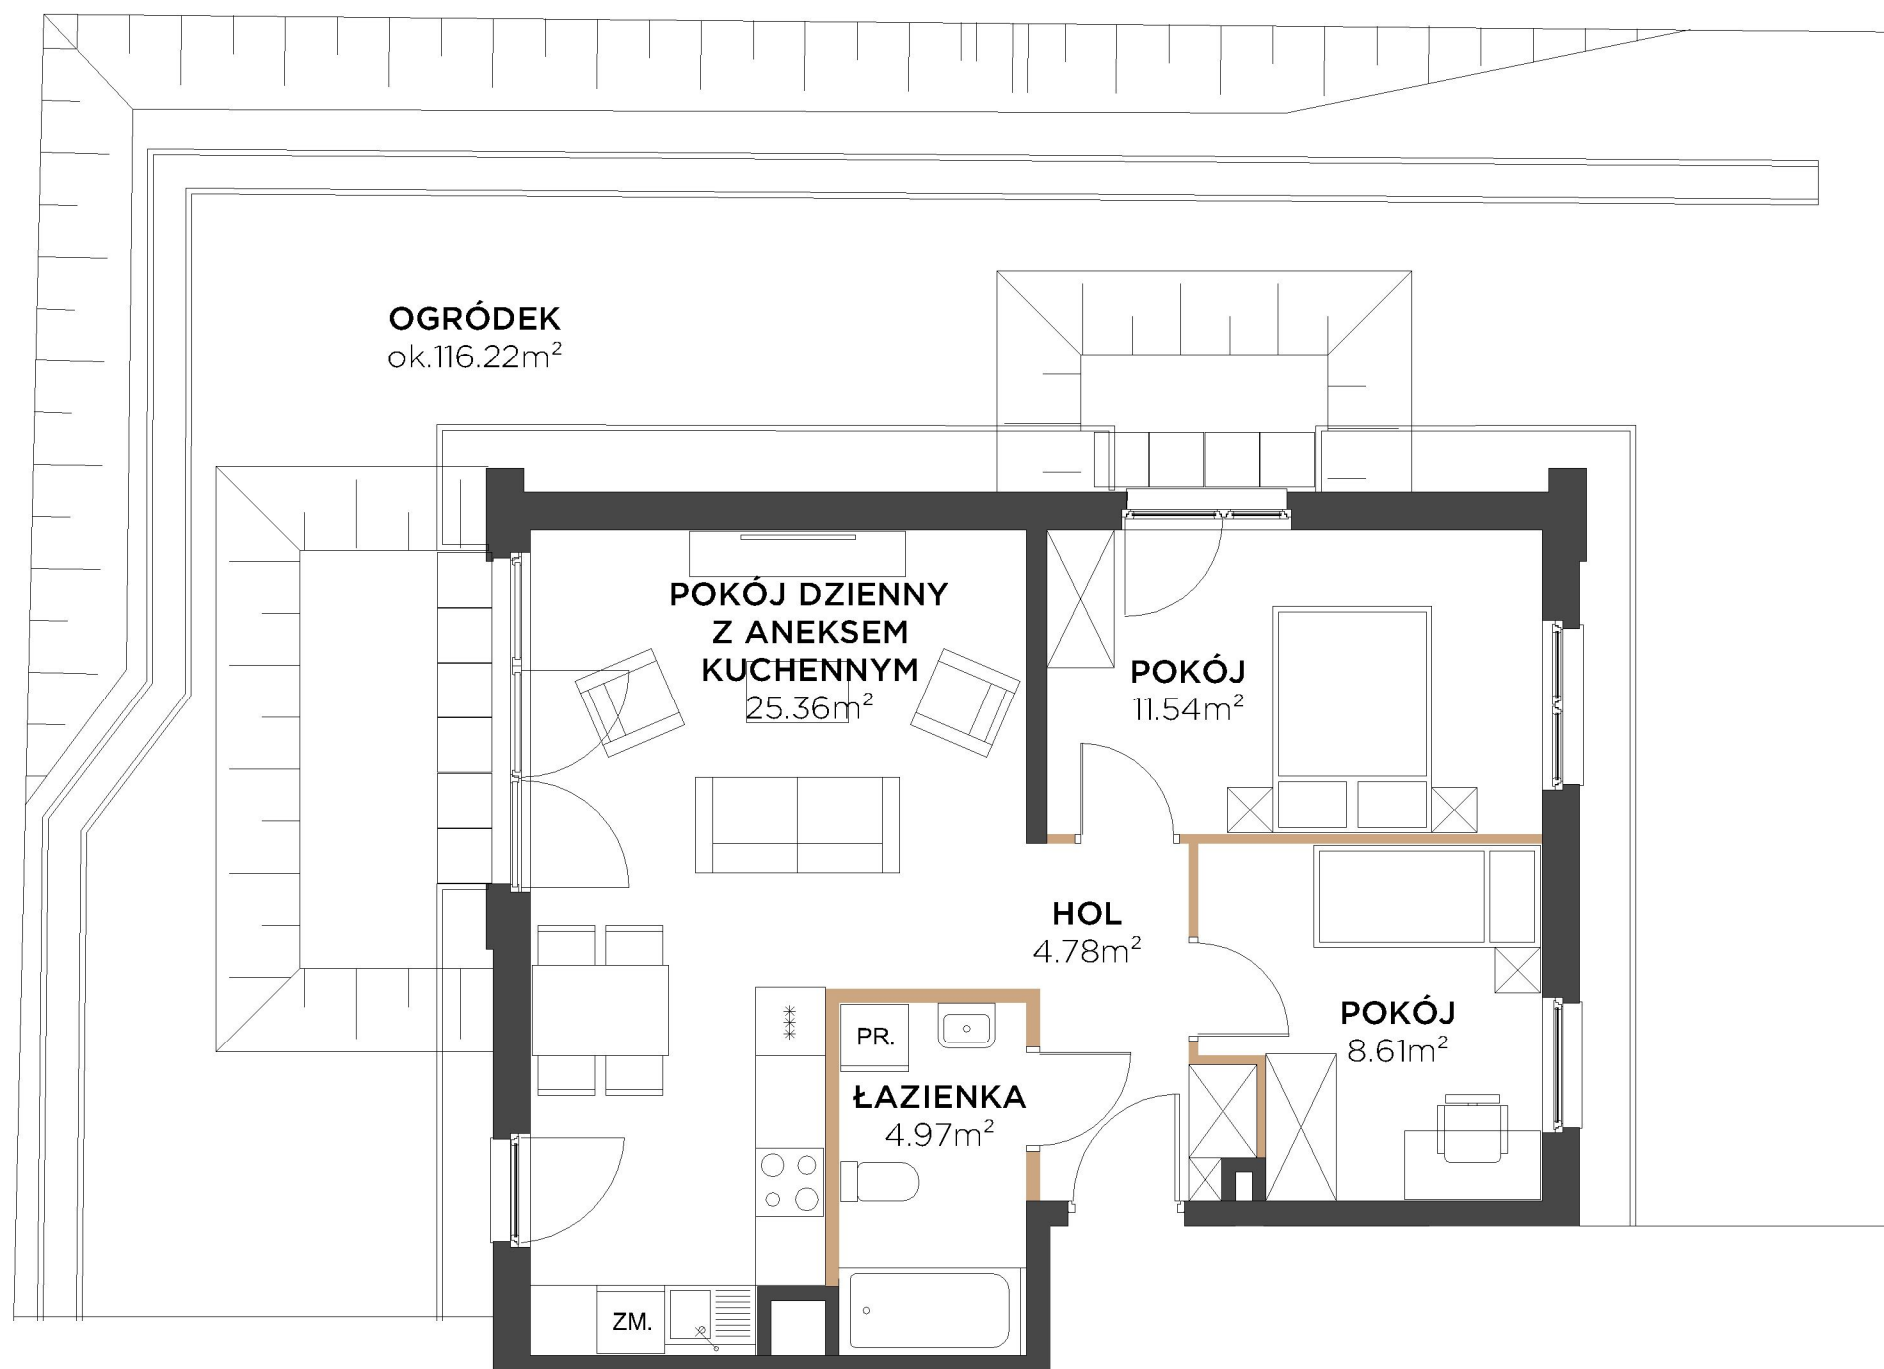 OGRÓDEK
ok.116.22m²
POKÓJ DZIENNY
Z ANEKSEM
KUCHENNYM
25.36m²
POKÓJ
11.54m²
HOL
4.78m²
POKÓJ
8.61m²
PR.
ŁAZIENKA
4.97m²
ZM.